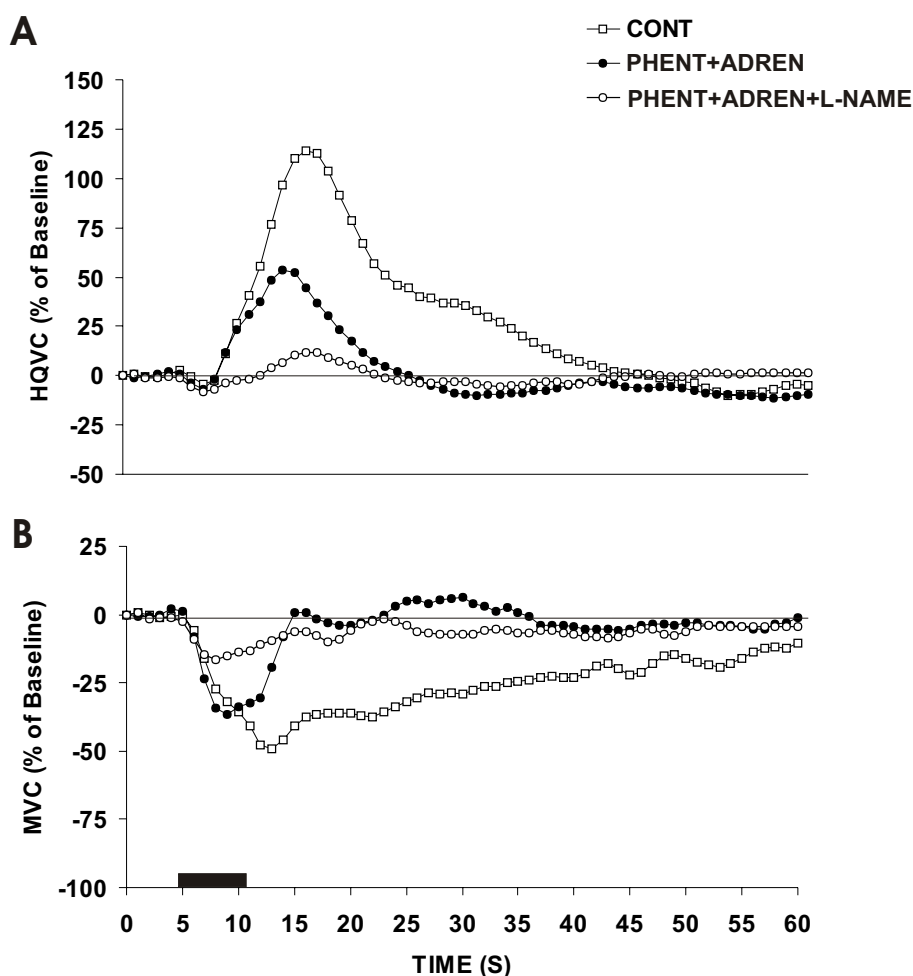 A
CONT
PHENT+ADREN
PHENT+ADREN+L-NAME
HQVC (% of Baseline)
150
125
100
75
50
25
0
-25
-50
B
MVC (% of Baseline)
25
0
-25
-50
-75
-100
0 5 10 15 20 25 30 35 40 45 50 55 60
TIME (S)